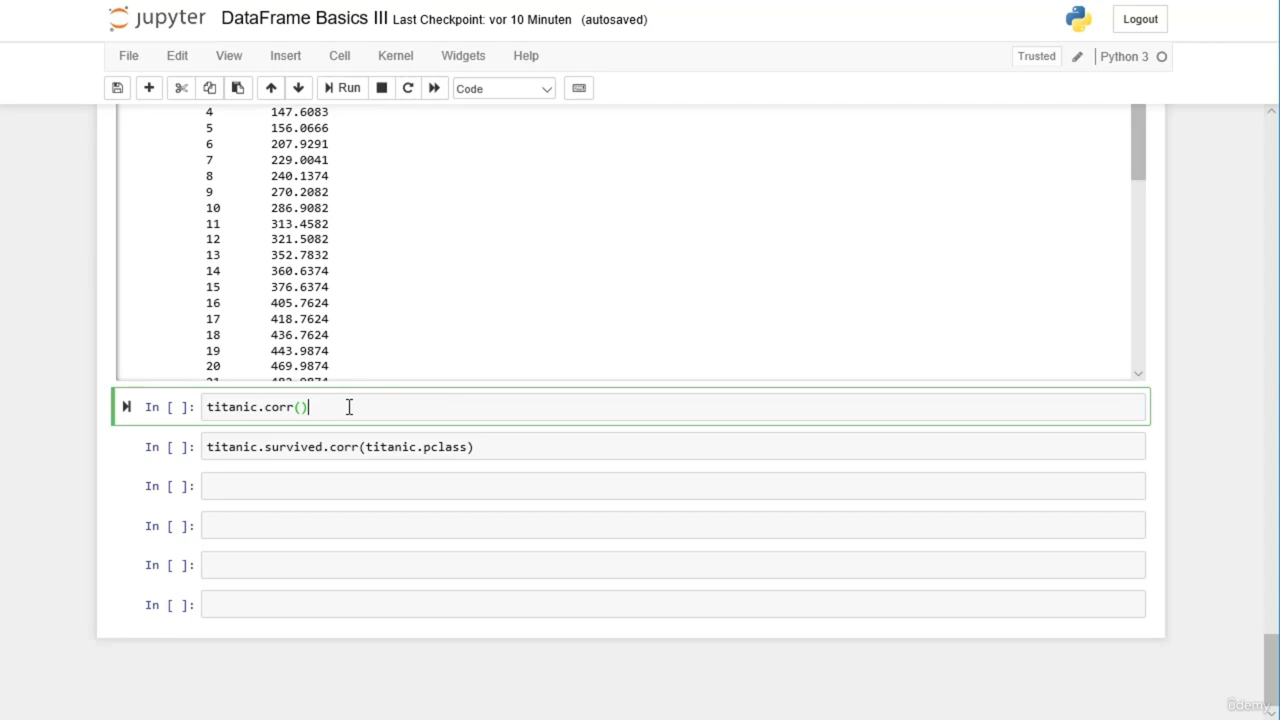 jupyter DataFrame Basics III Last Checkpoint: vor 10 Minuten (autosaved) Logout
File Edit View Insert Cell Kernel Widgets Help Trusted Python 3
Run Code
4 147.6083
5 156.0666
6 207.9291
7 229.0041
8 240.1374
9 270.2082
10 286.9082
11 313.4582
12 321.5082
13 352.7832
14 360.6374
15 376.6374
16 405.7624
17 418.7624
18 436.7624
19 443.9874
20 469.9874
In [ ]: titanic.corr()
In [ ]: titanic.survived.corr(titanic.pclass)
In [ ]:
In [ ]:
In [ ]:
In [ ]:
ûdemy